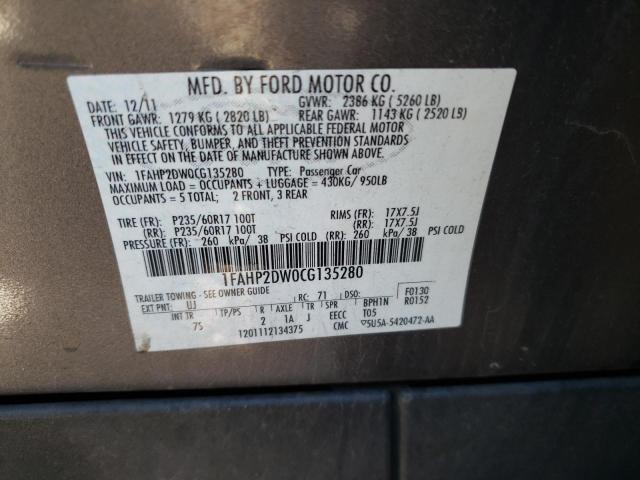 MFD. BY FORD MOTOR CO.
DATE: 12/11 GVWR: 2386 KG ( 5260 LB)
FRONT GAWR: 1279 KG ( 2820 LB) REAR GAWR: 1143 KG ( 2520 LB)
THIS VEHICLE CONFORMS TO ALL APPLICABLE FEDERAL MOTOR
VEHICLE SAFETY, BUMPER, AND THEFT PREVENTION STANDARDS
IN EFFECT ON THE DATE OF MANUFACTURE SHOWN ABOVE.
VIN: 1FAHP2DW0CG135280 TYPE: Passenger Car
MAXIMUM LOAD = OCCUPANTS + LUGGAGE = 430KG/ 950LB
OCCUPANTS = 5 TOTAL; 2 FRONT, 3 REAR
TIRE (FR): P235/60R17 100T RIMS (FR): 17X7.5J
(RR): P235/60R17 100T (RR): 17X7.5J
PRESSURE (FR): 260 kPa/ 38 PSI COLD (RR): 260 kPa/ 38 PSI COLD
1FAHP2DW0CG135280
TRAILER TOWING - SEE OWNER GUIDE RC: 71 DSO: F0130
EXT PNT: UJ BPH1N R0152
INT TR TP/PS R AXLE TR SPR T05
75 2 1A J EECC
1201112134375 CMC ▽5U5A-5420472-AA